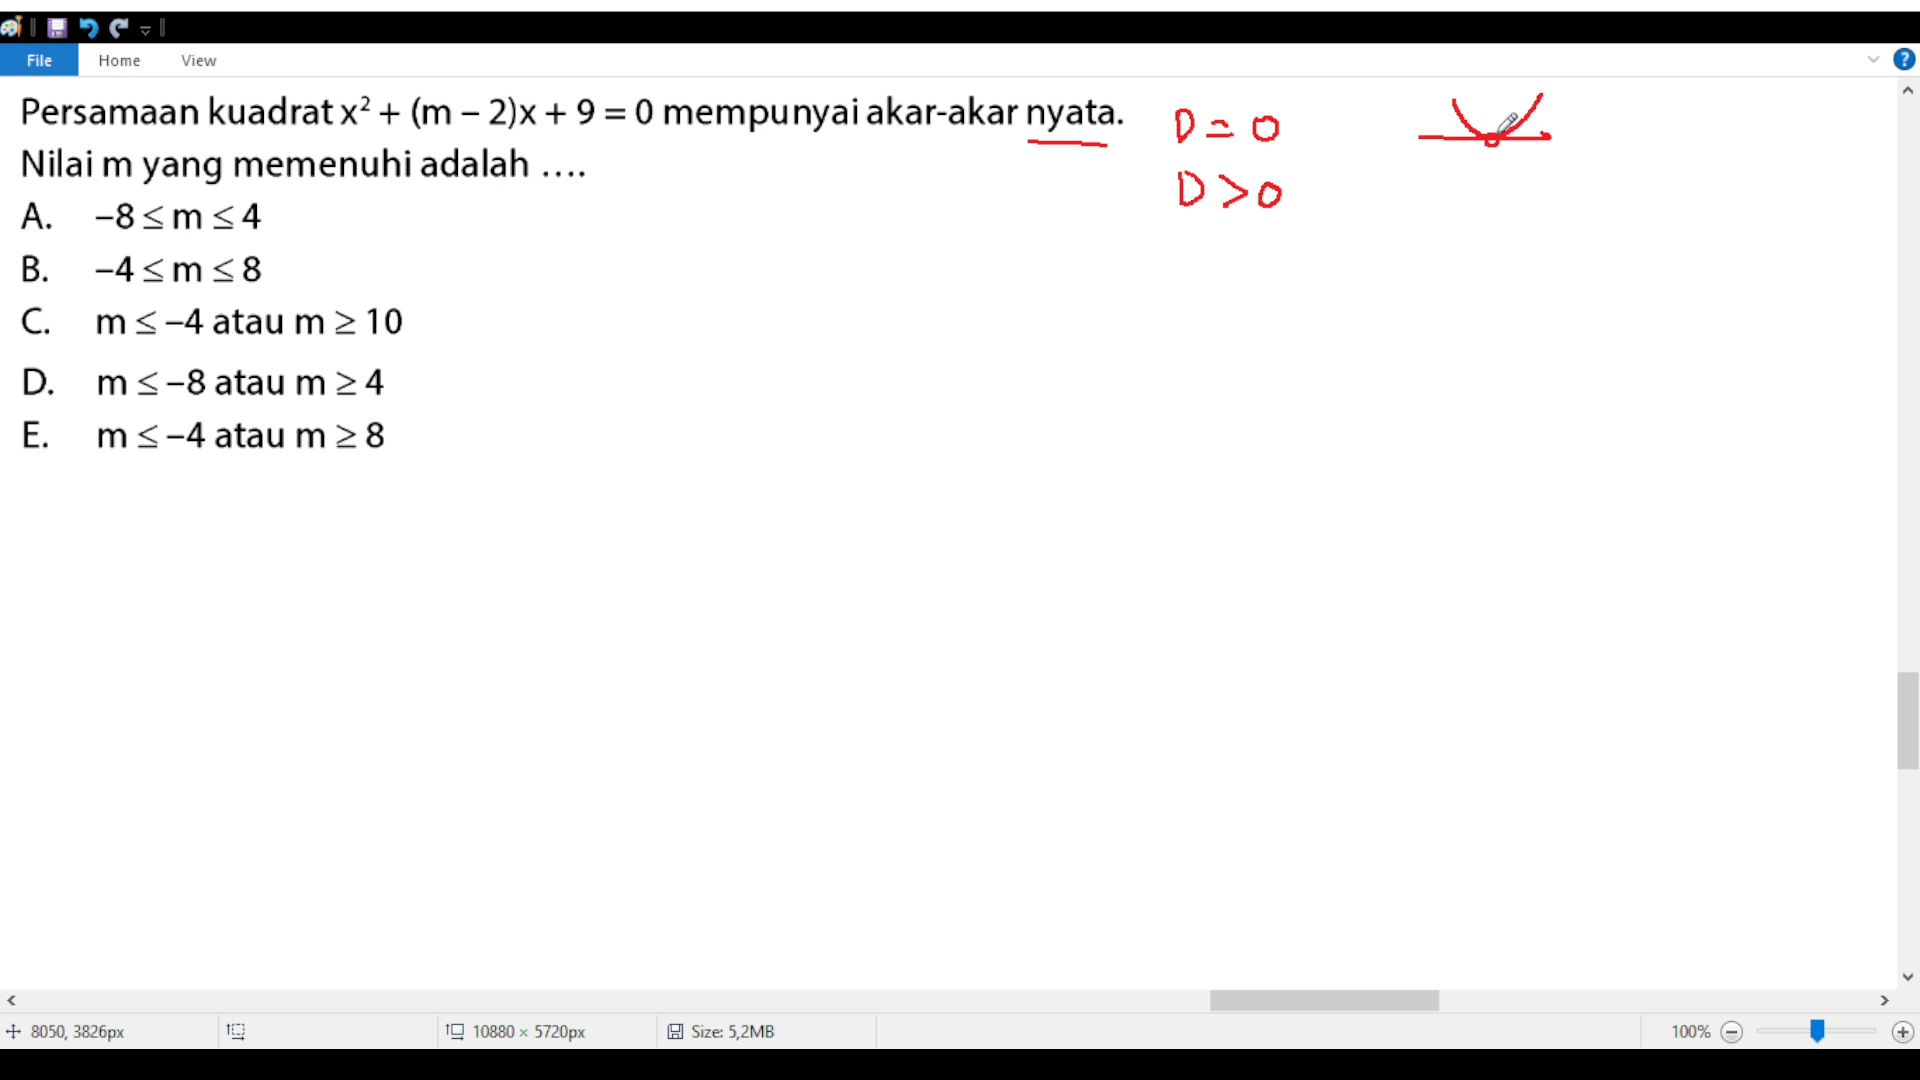 File Home View
Persamaan kuadrat x² + (m – 2)x + 9 = 0 mempunyai akar-akar nyata.
D = 0
Nilai m yang memenuhi adalah ....
D > 0
A. –8 ≤ m ≤ 4
B. –4 ≤ m ≤ 8
C. m ≤ –4 atau m ≥ 10
D. m ≤ –8 atau m ≥ 4
E. m ≤ –4 atau m ≥ 8
8050, 3826px 10880 × 5720px Size: 5,2MB 100%